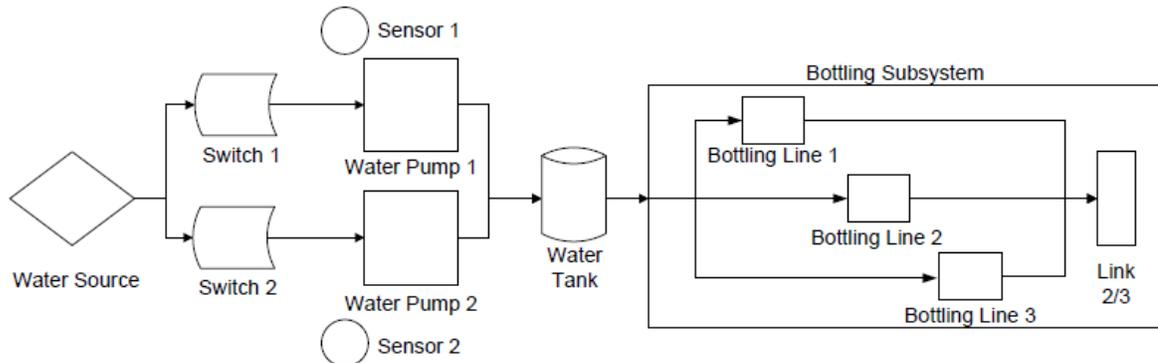 Sensor 1
Bottling Subsystem
Switch 1
Water Pump 1
Bottling Line 1
Water Source
Switch 2
Water Pump 2
Water
Tank
Bottling Line 2
Bottling Line 3
Link
2/3
Sensor 2